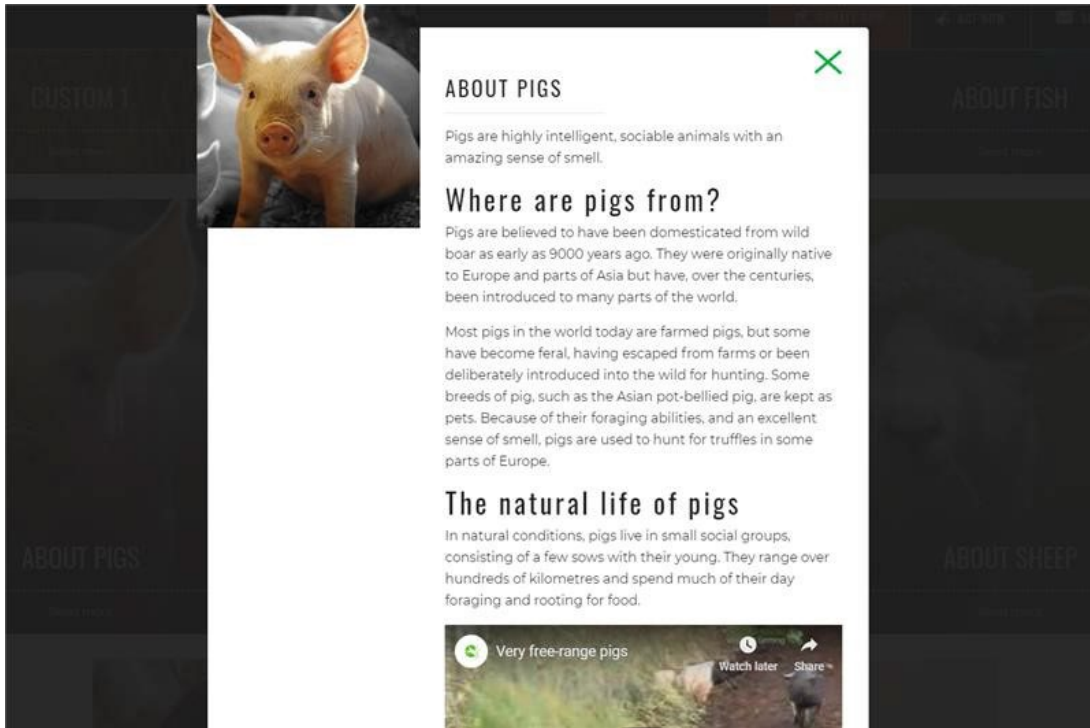 DONATE NOW
ACT NOW
CUSTOM 1
ABOUT FISH
ABOUT PIGS
Pigs are highly intelligent, sociable animals with an
amazing sense of smell.
Where are pigs from?
Pigs are believed to have been domesticated from wild
boar as early as 9000 years ago. They were originally native
to Europe and parts of Asia but have, over the centuries,
been introduced to many parts of the world.
Most pigs in the world today are farmed pigs, but some
have become feral, having escaped from farms or been
deliberately introduced into the wild for hunting. Some
breeds of pig, such as the Asian pot-bellied pig, are kept as
pets. Because of their foraging abilities, and an excellent
sense of smell, pigs are used to hunt for truffles in some
parts of Europe.
The natural life of pigs
In natural conditions, pigs live in small social groups,
consisting of a few sows with their young. They range over
hundreds of kilometres and spend much of their day
foraging and rooting for food.
ABOUT PIGS
ABOUT SHEEP
Very free-range pigs
Watch later
Share